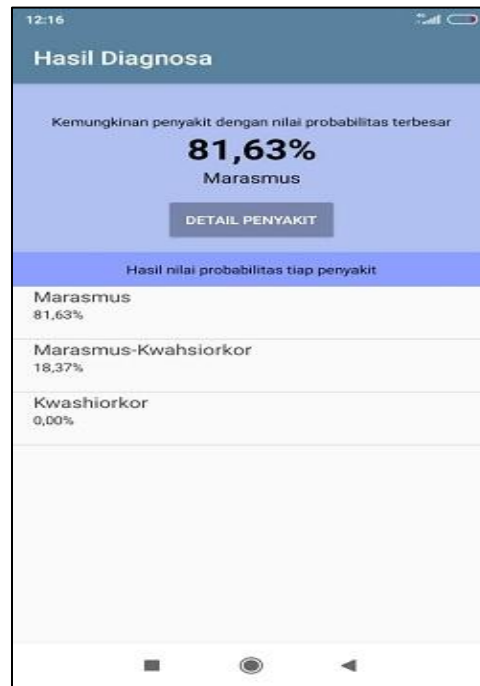 12:16
Hasil Diagnosa
Kemungkinan penyakit dengan nilai probabilitas terbesar
81,63%
Marasmus
DETAIL PENYAKIT
Hasil nilai probabilitas tiap penyakit
Marasmus
81,63%
Marasmus-Kwahsiorkor
18,37%
Kwashiorkor
0,00%